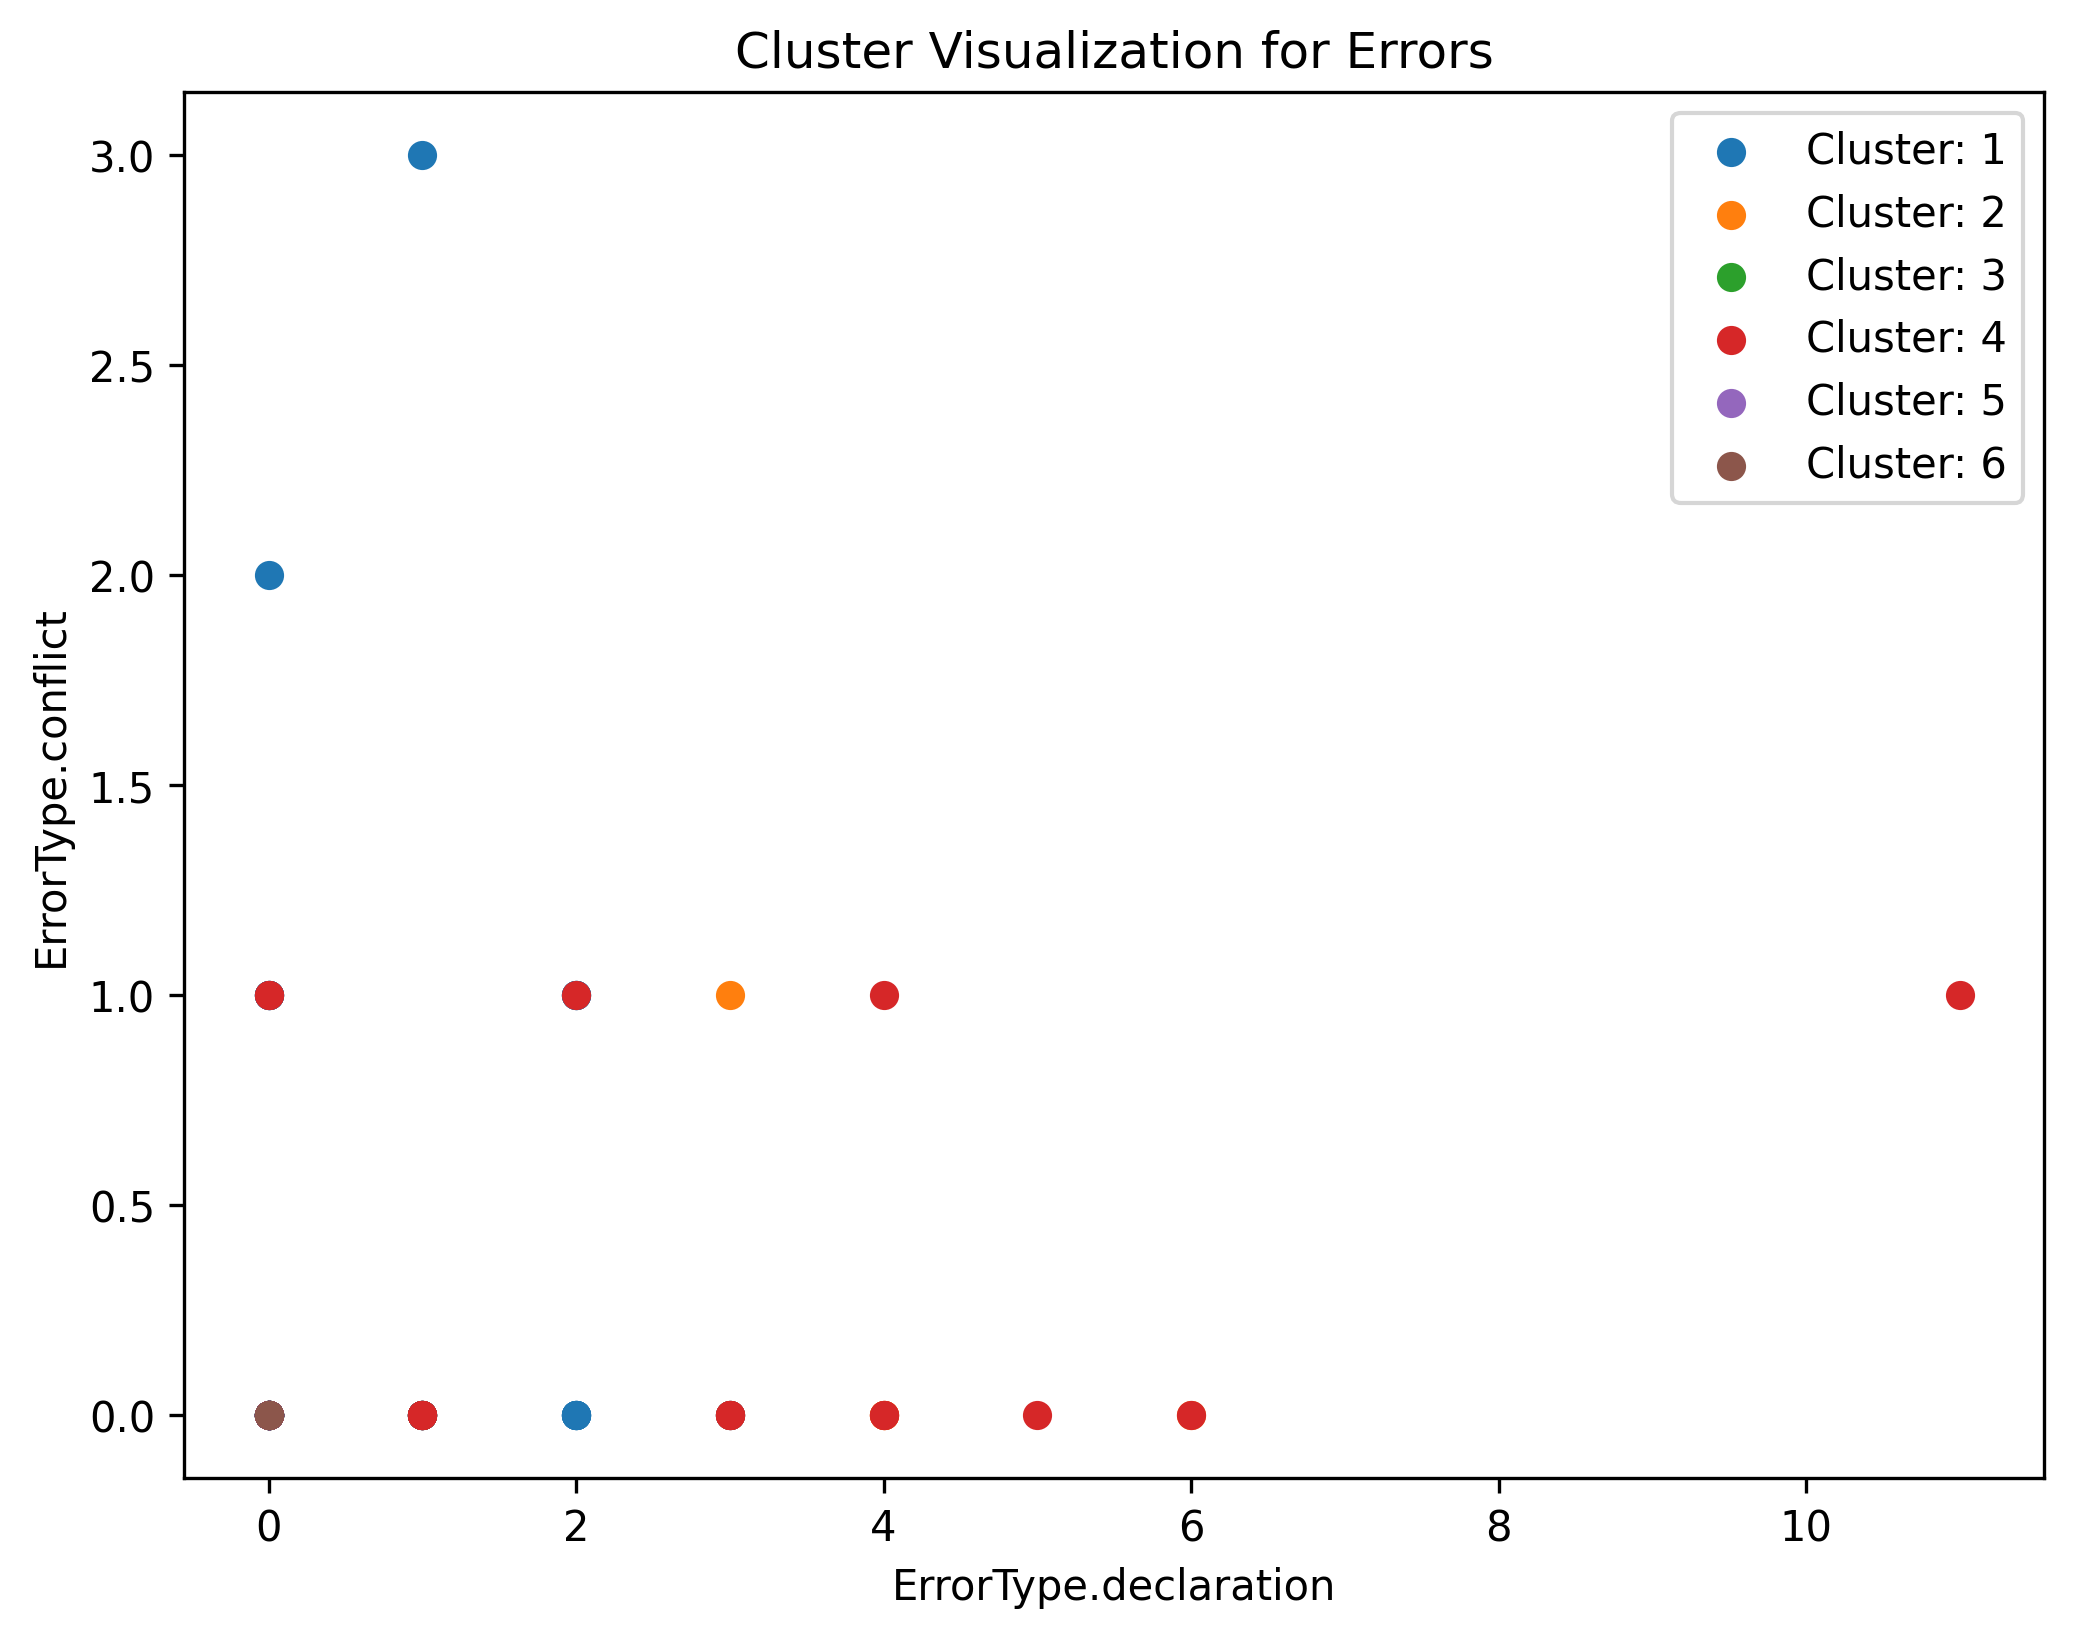 Cluster Visualization for Errors
Cluster: 1
Cluster: 2
Cluster: 3
Cluster: 4
Cluster: 5
Cluster: 6
ErrorType.conflict
3.0
2.5
2.0
1.5
1.0
0.5
0.0
0 2 4 6 8 10
ErrorType.declaration